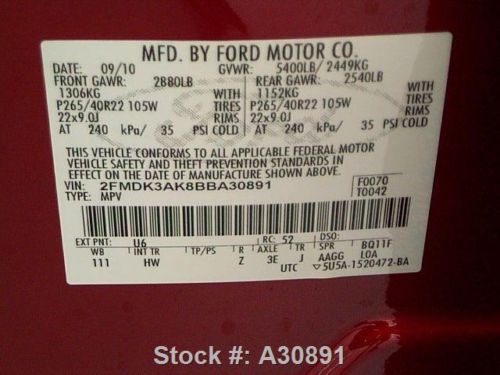 MFD. BY FORD MOTOR CO.
DATE: 09/10 GVWR: 5400LB/ 2449KG
FRONT GAWR: 2880LB REAR GAWR: 2540LB
1306KG WITH 1152KG WITH
P265/40R22 105W TIRES P265/40R22 105W TIRES
22x9.0J RIMS 22x9.0J RIMS
AT 240 kPa/ 35 PSI COLD AT 240 kPa/ 35 PSI COLD
THIS VEHICLE CONFORMS TO ALL APPLICABLE FEDERAL MOTOR
VEHICLE SAFETY AND THEFT PREVENTION STANDARDS IN
EFFECT ON THE DATE OF MANUFACTURE SHOWN ABOVE.
VIN: 2FMDK3AK8BBA30891 F0070
TYPE: MPV T0042
EXT PNT: U6 RC: 52 DSO:
WB INT TR TP/PS R AXLE TR SPR BQ11F
111 HW Z 3E J AAGG LOA
UTC 5U5A-1520472-BA
Stock #: A30891